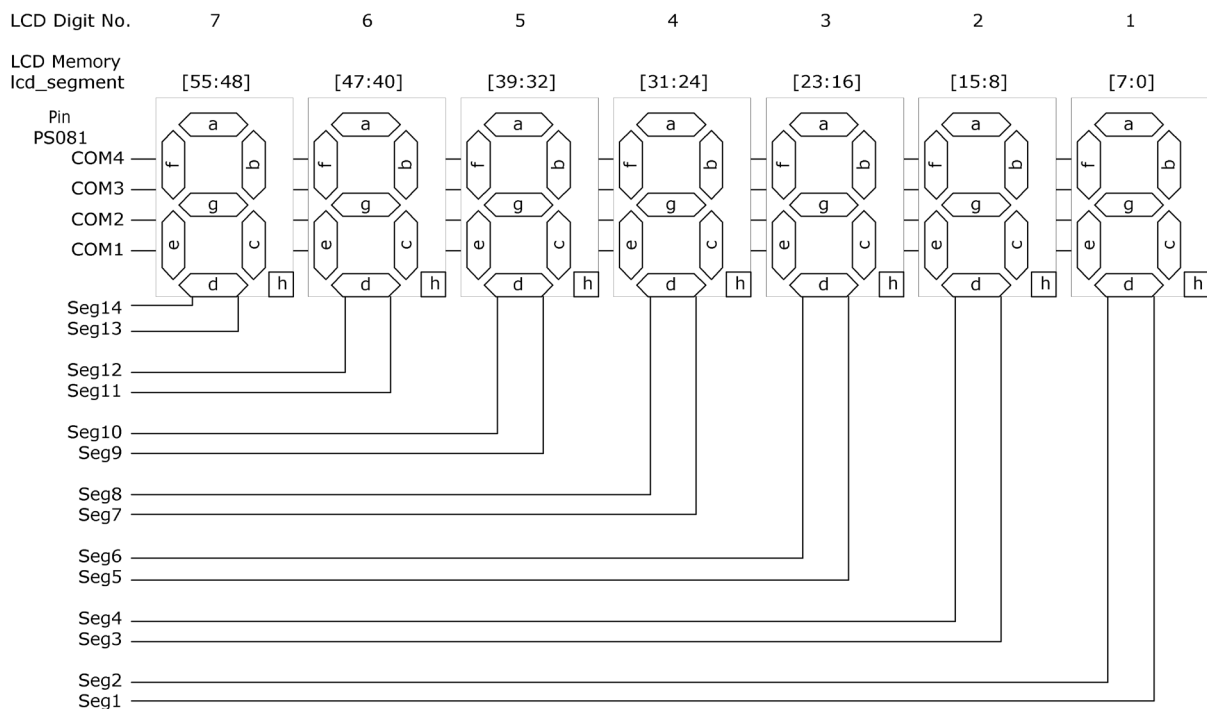 LCD Digit No. 7 6 5 4 3 2 1
LCD Memory
lcd_segment [55:48] [47:40] [39:32] [31:24] [23:16] [15:8] [7:0]
Pin
PS081
a a a a a a a
COM4 f b f b f b f b f b f b f b
COM3
g g g g g g g
COM2
COM1 e c e c e c e c e c e c e c
d h d h d h d h d h d h d h
Seg14
Seg13
Seg12
Seg11
Seg10
Seg9
Seg8
Seg7
Seg6
Seg5
Seg4
Seg3
Seg2
Seg1